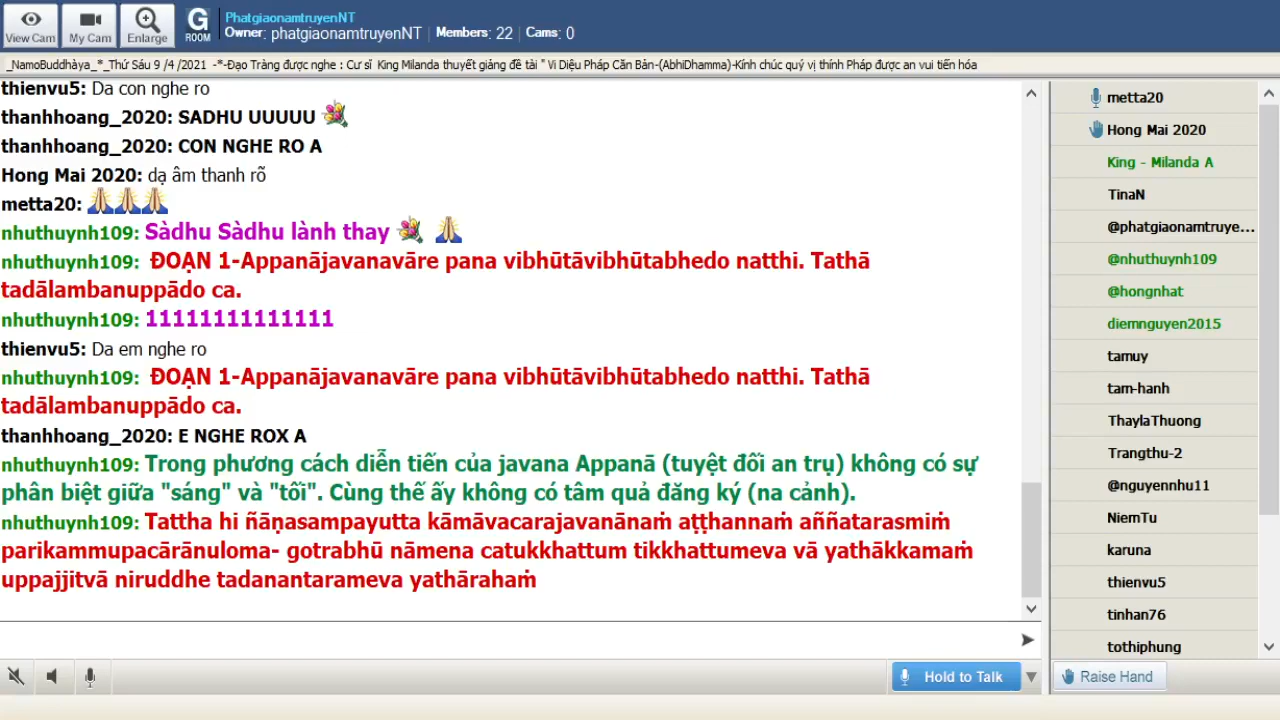 View Cam
My Cam
Enlarge
G
ROOM
PhatgiaonamtruyenNT
Owner: phatgiaonamtruyenNT | Members: 22 | Cams: 0
_NamoBuddhàya_*_Thứ Sáu 9 /4 /2021 -*-Đạo Tràng được nghe : Cư sĩ King Milanda thuyết giảng đề tài " Vi Diệu Pháp Căn Bản-(AbhiDhamma)-Kính chúc quý vị thính Pháp được an vui tiến hóa
thienvu5: Da con nghe ro
thanhhoang_2020: SADHU UUUUU
thanhhoang_2020: CON NGHE RO A
Hong Mai 2020: dạ âm thanh rõ
metta20:
nhuthuynh109: Sàdhu Sàdhu lành thay
nhuthuynh109: ĐOẠN 1-Appanājavanavāre pana vibhūtāvibhūtabhedo natthi. Tathā
tadālambanuppādo ca.
nhuthuynh109: 11111111111111
thienvu5: Da em nghe ro
nhuthuynh109: ĐOẠN 1-Appanājavanavāre pana vibhūtāvibhūtabhedo natthi. Tathā
tadālambanuppādo ca.
thanhhoang_2020: E NGHE ROX A
nhuthuynh109: Trong phương cách diễn tiến của javana Appanā (tuyệt đối an trụ) không có sự
phân biệt giữa "sáng" và "tối". Cùng thế ấy không có tâm quả đăng ký (na cảnh).
nhuthuynh109: Tattha hi ñāṇasampayutta kāmāvacarajavanānaṁ aṭṭhannaṁ aññatarasmiṁ
parikammupacārānuloma- gotrabhū nāmena catukkhattum tikkhattumeva vā yathākkamaṁ
uppajjitvā niruddhe tadanantarameva yathārahaṁ
Hold to Talk
metta20
Hong Mai 2020
King - Milanda A
TinaN
@phatgiaonamtruye...
@nhuthuynh109
@hongnhat
diemnguyen2015
tamuy
tam-hanh
ThaylaThuong
Trangthu-2
@nguyennhu11
NiemTu
karuna
thienvu5
tinhan76
tothiphung
Raise Hand